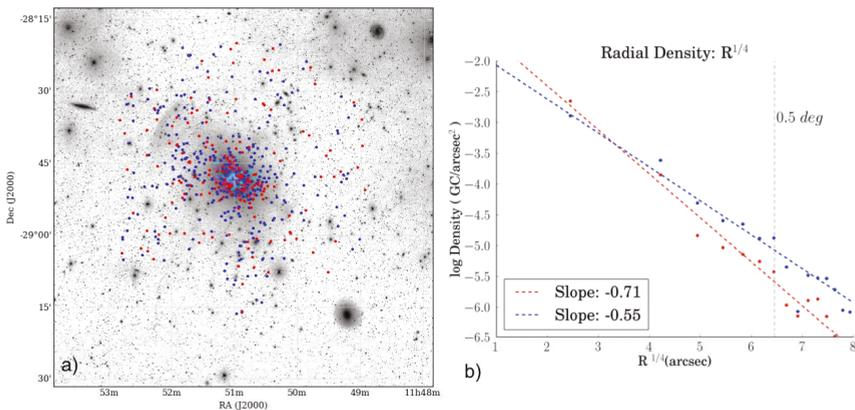 -28°15'
30'
45'
-29°00'
15'
30'
Dec (J2000)
a)
53m
52m
51m
50m
49m
11h48m
RA (J2000)
Radial Density: R^1/4
0.5 deg
log Density ( GC/arcsec² )
−2.0
−2.5
−3.0
−3.5
−4.0
−4.5
−5.0
−5.5
−6.0
−6.5
Slope: -0.71
Slope: -0.55
1
2
3
4
5
6
7
8
R^1/4(arcsec)
b)